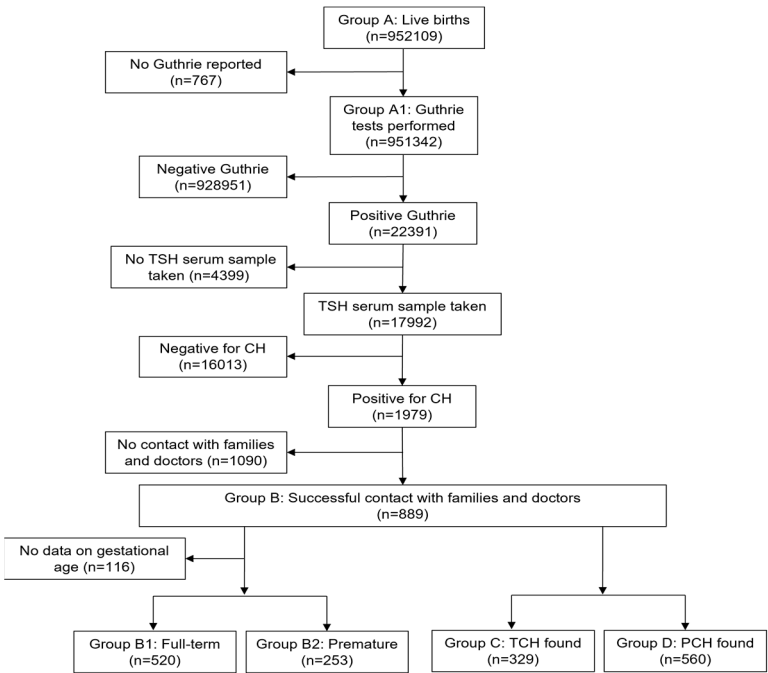 Group A: Live births
(n=952109)
No Guthrie reported
(n=767)
Group A1: Guthrie
tests performed
(n=951342)
Negative Guthrie
(n=928951)
Positive Guthrie
(n=22391)
No TSH serum sample
taken (n=4399)
TSH serum sample taken
(n=17992)
Negative for CH
(n=16013)
Positive for CH
(n=1979)
No contact with families
and doctors (n=1090)
Group B: Successful contact with families and doctors
(n=889)
No data on gestational
age (n=116)
Group B1: Full-term
(n=520)
Group B2: Premature
(n=253)
Group C: TCH found
(n=329)
Group D: PCH found
(n=560)